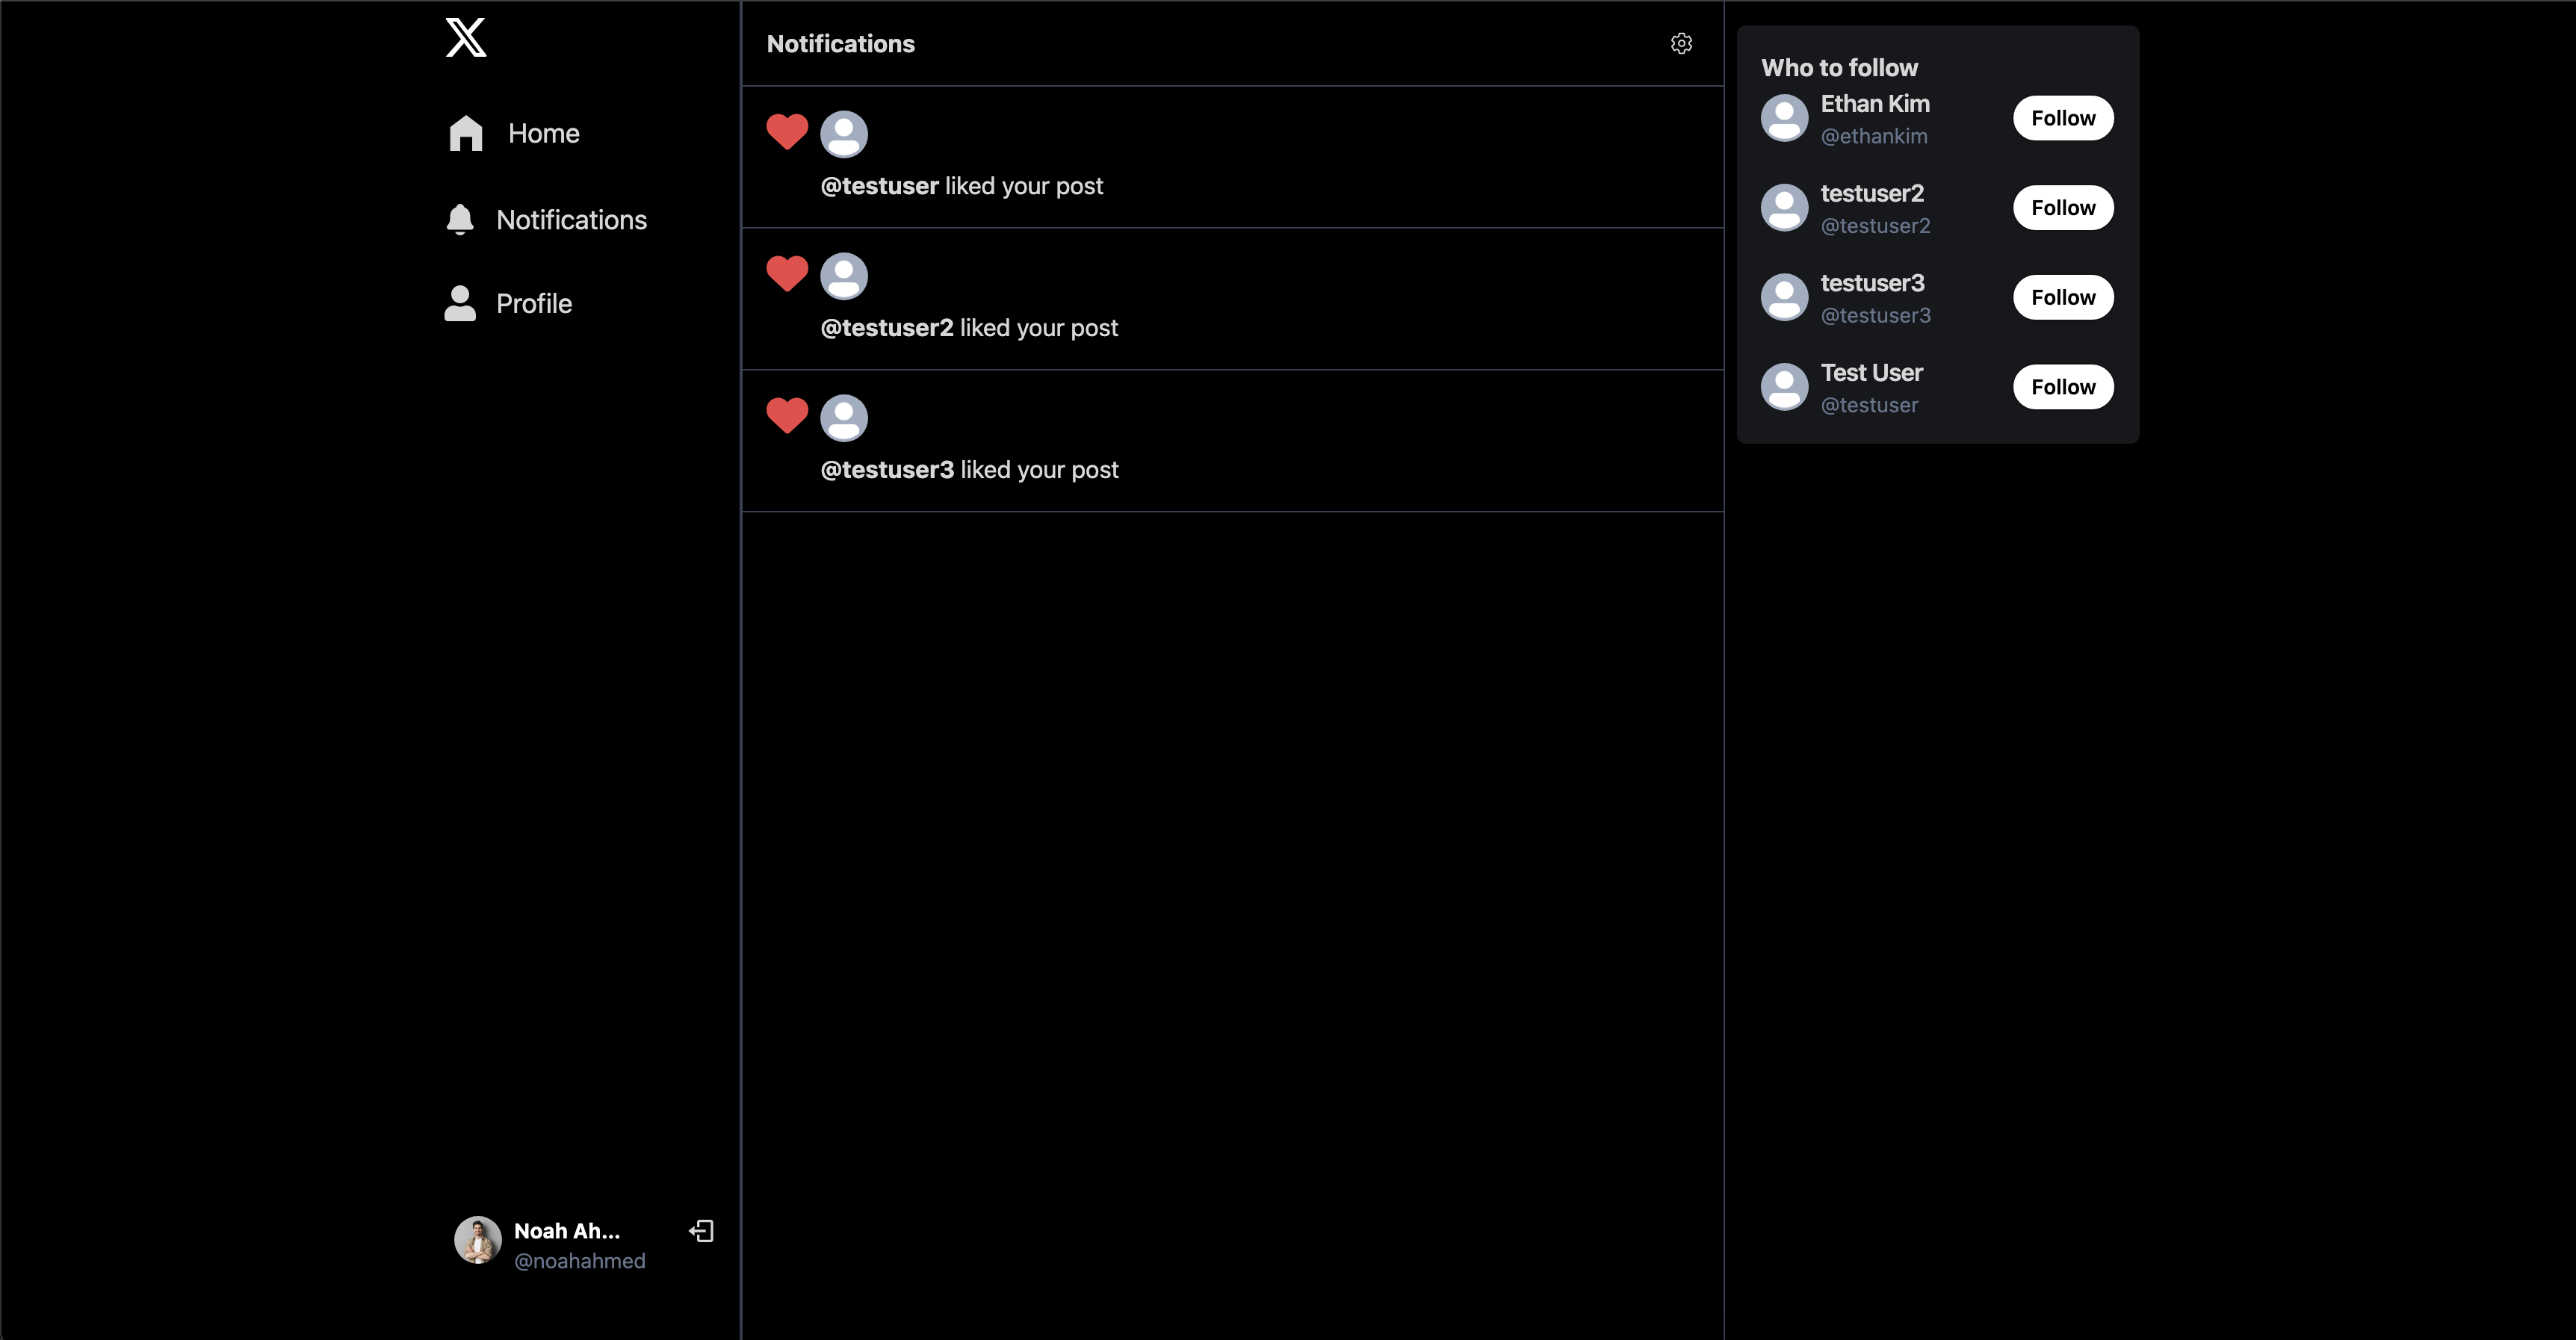 Home
Notifications
Profile
Noah Ah...
@noahahmed
Notifications
@testuser liked your post
@testuser2 liked your post
@testuser3 liked your post
Who to follow
Ethan Kim
@ethankim
Follow
testuser2
@testuser2
Follow
testuser3
@testuser3
Follow
Test User
@testuser
Follow